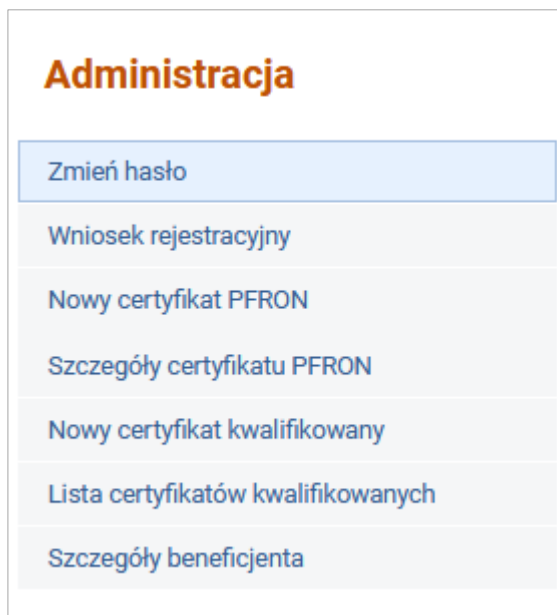 Administracja
Zmień hasło
Wniosek rejestracyjny
Nowy certyfikat PFRON
Szczegóły certyfikatu PFRON
Nowy certyfikat kwalifikowany
Lista certyfikatów kwalifikowanych
Szczegóły beneficjenta